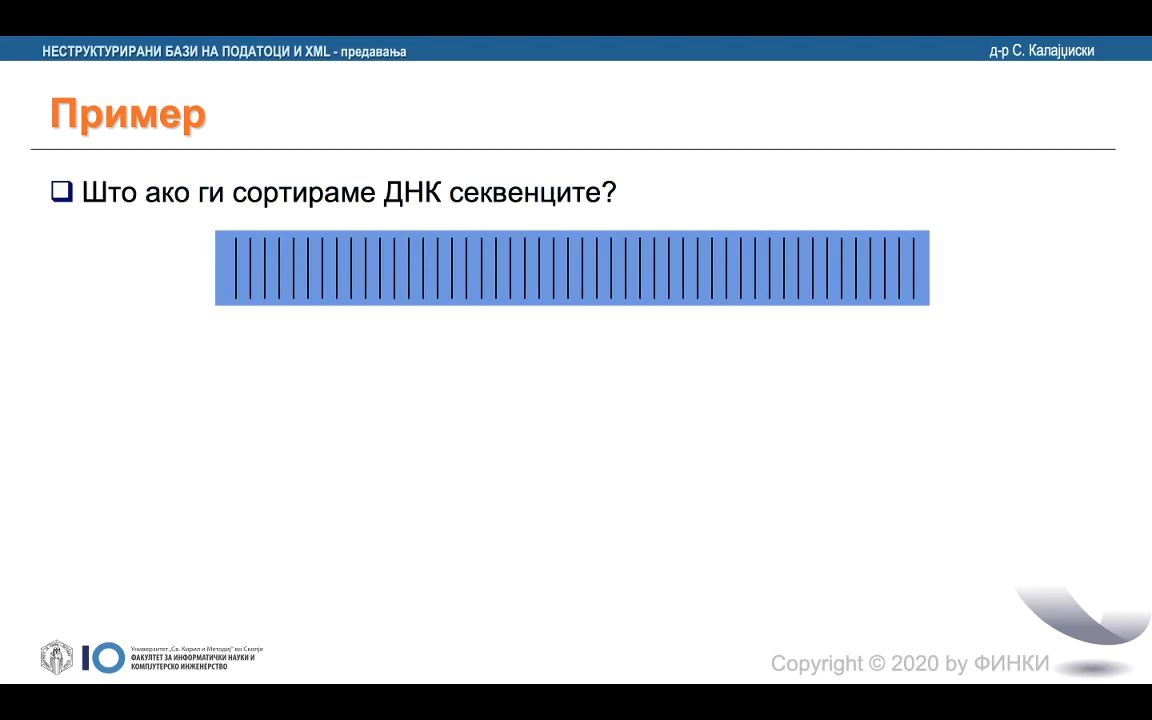 НЕСТРУКТУРИРАНИ БАЗИ НА ПОДАТОЦИ И XML - предавања
д-р С. Калајџиски
Пример
Што ако ги сортираме ДНК секвенците?
Универзитет „Св. Кирил и Методиј“ во Скопје
ФАКУЛТЕТ ЗА ИНФОРМАТИЧКИ НАУКИ И
КОМПЈУТЕРСКО ИНЖЕНЕРСТВО
Copyright © 2020 by ФИНКИ